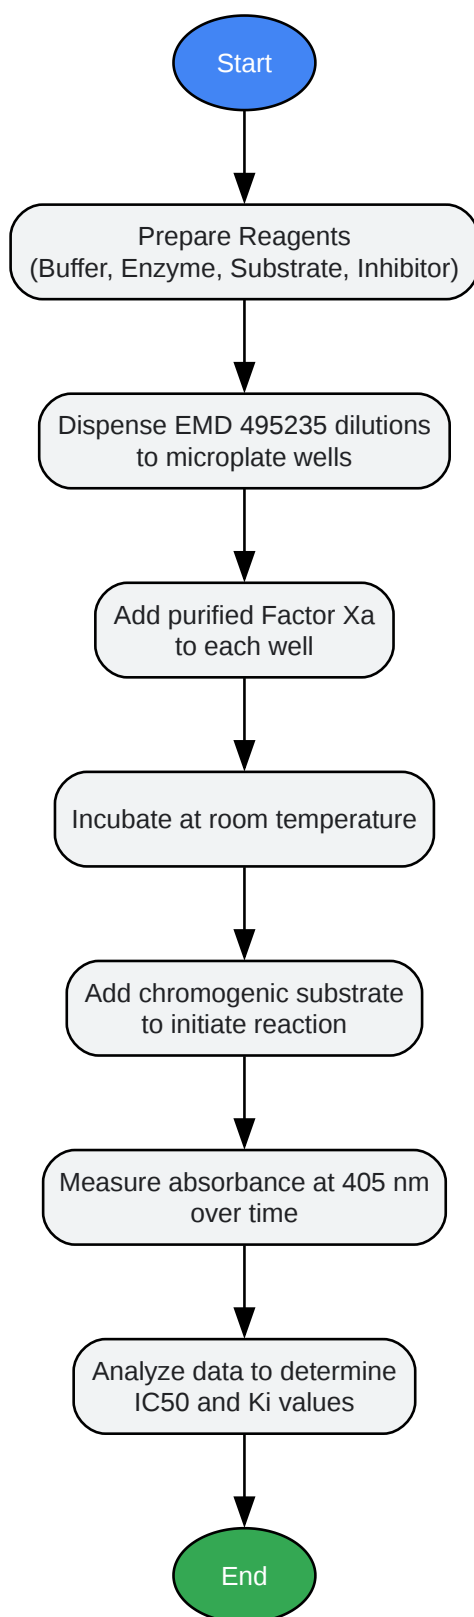 Start
Prepare Reagents
(Buffer, Enzyme, Substrate, Inhibitor)
Dispense EMD 495235 dilutions
to microplate wells
Add purified Factor Xa
to each well
Incubate at room temperature
Add chromogenic substrate
to initiate reaction
Measure absorbance at 405 nm
over time
Analyze data to determine
IC50 and Ki values
End